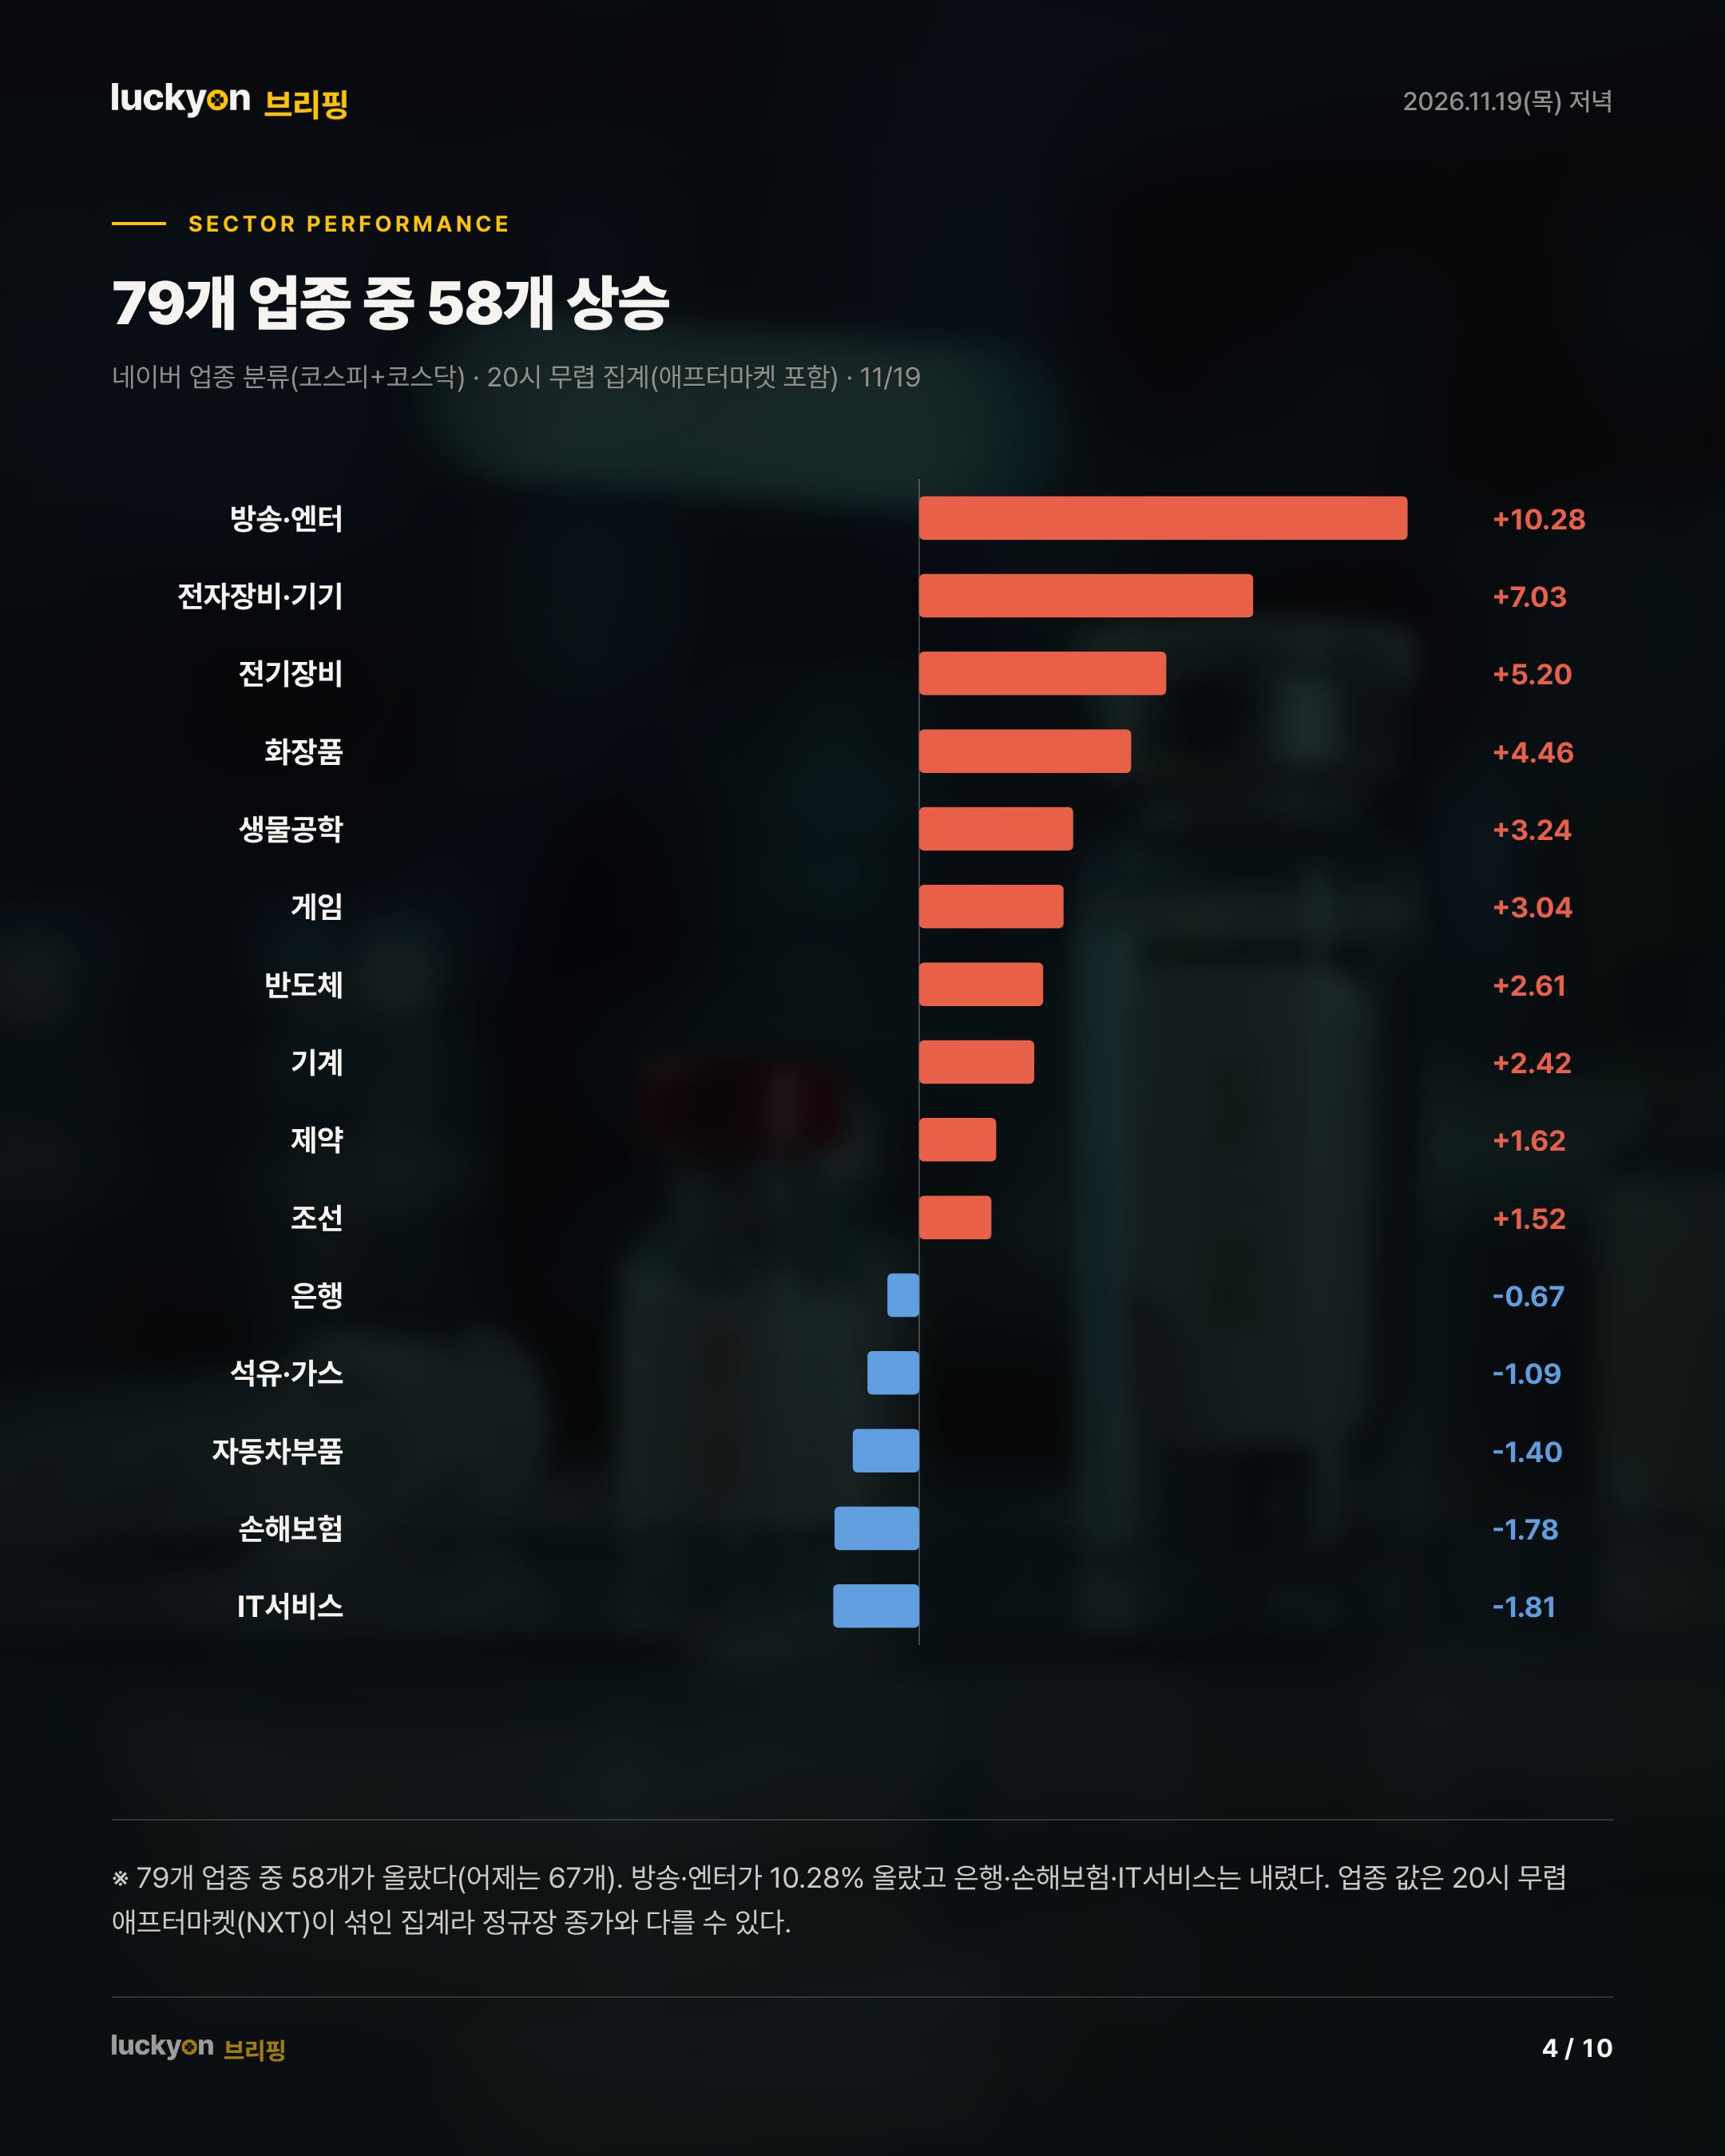 luckyon 브리핑
2026.11.19(목) 저녁
SECTOR PERFORMANCE
79개 업종 중 58개 상승
네이버 업종 분류(코스피+코스닥) · 20시 무렵 집계(애프터마켓 포함) · 11/19
방송·엔터 +10.28
전자장비·기기 +7.03
전기장비 +5.20
화장품 +4.46
생물공학 +3.24
게임 +3.04
반도체 +2.61
기계 +2.42
제약 +1.62
조선 +1.52
은행 -0.67
석유·가스 -1.09
자동차부품 -1.40
손해보험 -1.78
IT서비스 -1.81
※ 79개 업종 중 58개가 올랐다(어제는 67개). 방송·엔터가 10.28% 올랐고 은행·손해보험·IT서비스는 내렸다. 업종 값은 20시 무렵
애프터마켓(NXT)이 섞인 집계라 정규장 종가와 다를 수 있다.
luckyon 브리핑
4 / 10